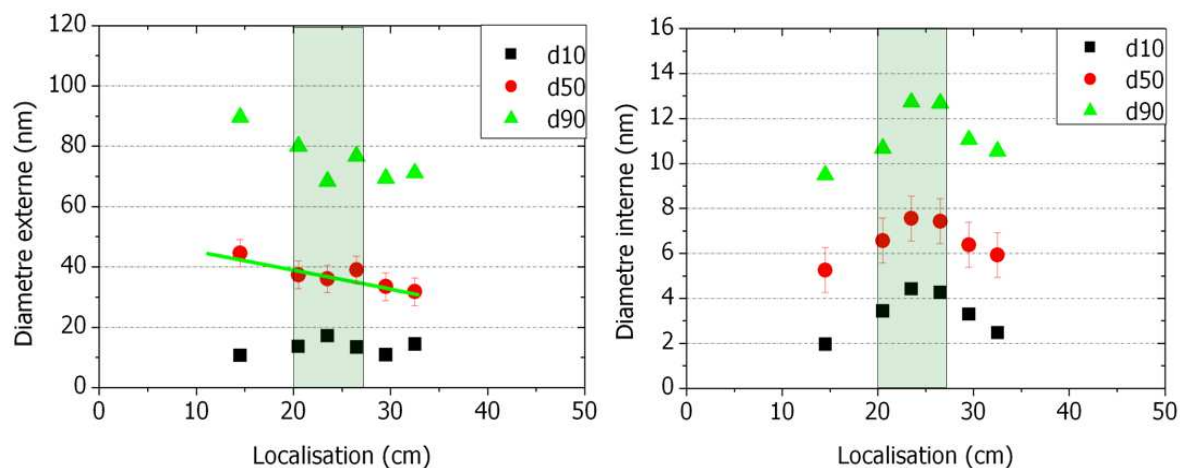 120
100
80
60
40
20
0
Diametre externe (nm)
d10
d50
d90
0 10 20 30 40 50
Localisation (cm)
16
14
12
10
8
6
4
2
0
Diametre interne (nm)
d10
d50
d90
0 10 20 30 40 50
Localisation (cm)